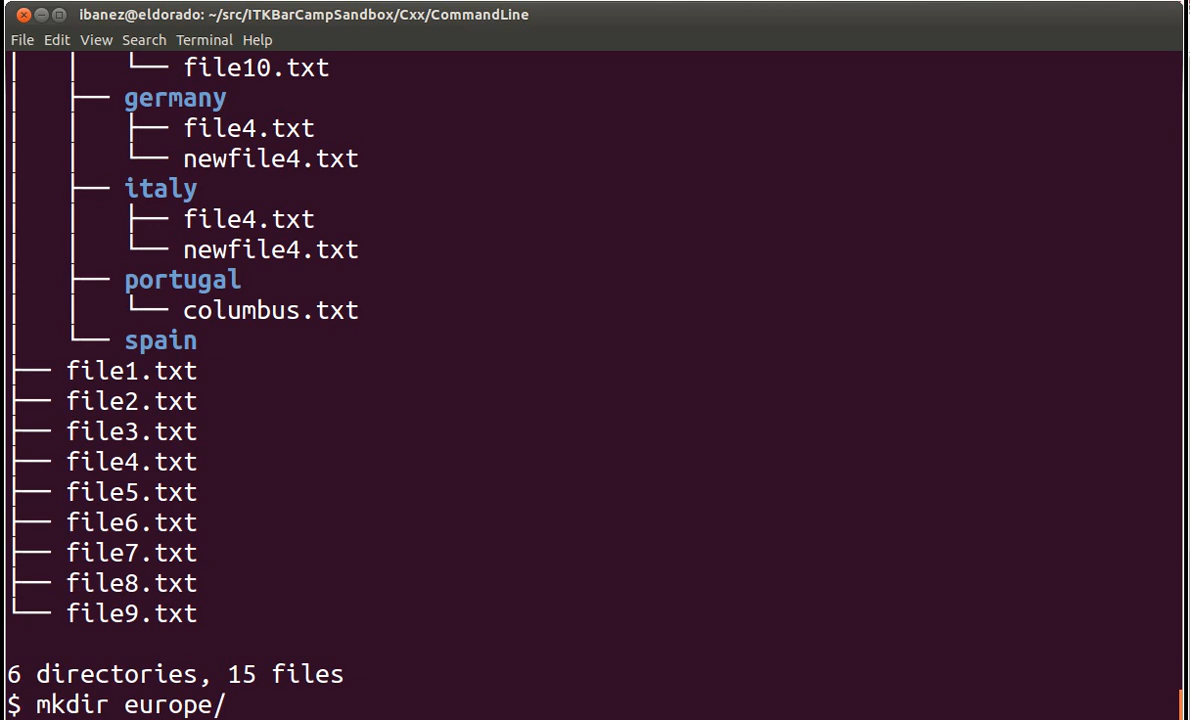 ibanez@eldorado: ~/src/ITKBarCampSandbox/Cxx/CommandLine
File Edit View Search Terminal Help
│   │   └── file10.txt
│   ├── germany
│   │   ├── file4.txt
│   │   └── newfile4.txt
│   ├── italy
│   │   ├── file4.txt
│   │   └── newfile4.txt
│   ├── portugal
│   │   └── columbus.txt
│   └── spain
├── file1.txt
├── file2.txt
├── file3.txt
├── file4.txt
├── file5.txt
├── file6.txt
├── file7.txt
├── file8.txt
└── file9.txt
6 directories, 15 files
$ mkdir europe/